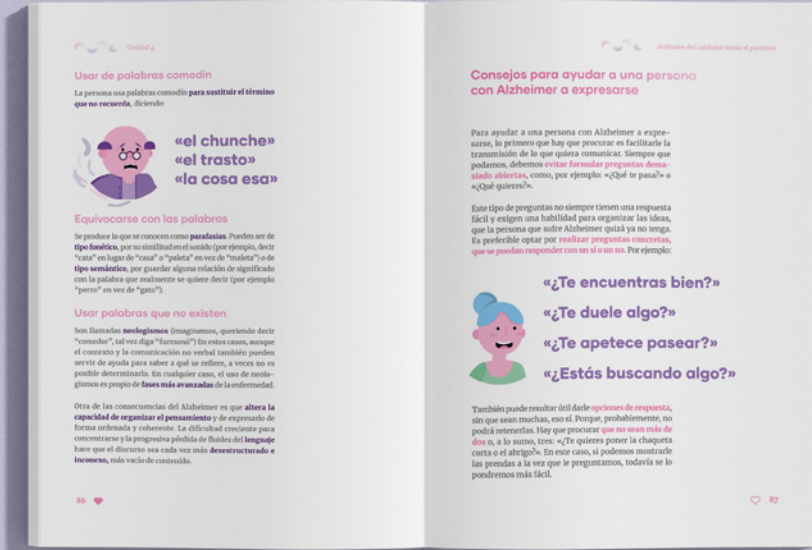 Unidad 4
Usar de palabras comodín
La persona usa palabras comodín para sustituir el término
que no recuerda, diciendo:
«el chunche»
«el trasto»
«la cosa esa»
Equivocarse con las palabras
Se produce lo que se conocen como parafasias. Pueden ser de
tipo fonético, por su similitud en el sonido (por ejemplo, decir
“cata” en lugar de “casa” o “paleta” en vez de “maleta”) o de
tipo semántico, por guardar alguna relación de significado
con la palabra que realmente se quiere decir (por ejemplo
“perro” en vez de “gato”).
Usar palabras que no existen
Son llamadas neologismos (imaginemos, queriendo decir
“comedor”, tal vez diga “furmonó”) En estos casos, aunque
el contexto y la comunicación no verbal también pueden
servir de ayuda para saber a qué se refiere, a veces no es
posible determinarlo. En cualquier caso, el uso de neolo-
gismos es propio de fases más avanzadas de la enfermedad.
Otra de las consecuencias del Alzheimer es que altera la
capacidad de organizar el pensamiento y de expresarlo de
forma ordenada y coherente. La dificultad creciente para
concentrarse y la progresiva pérdida de fluidez del lenguaje
hace que el discurso sea cada vez más desestructurado e
inconexo, más vacío de contenido.
86
Actitudes del cuidador hacia el paciente
Consejos para ayudar a una persona
con Alzheimer a expresarse
Para ayudar a una persona con Alzheimer a expre-
sarse, lo primero que hay que procurar es facilitarle la
transmisión de lo que quiera comunicar. Siempre que
podamos, debemos evitar formular preguntas dema-
siado abiertas, como, por ejemplo: «¿Qué te pasa?» o
«¿Qué quieres?».
Este tipo de preguntas no siempre tienen una respuesta
fácil y exigen una habilidad para organizar las ideas,
que la persona que sufre Alzheimer quizá ya no tenga.
Es preferible optar por realizar preguntas concretas,
que se puedan responder con un sí o un no. Por ejemplo:
«¿Te encuentras bien?»
«¿Te duele algo?»
«¿Te apetece pasear?»
«¿Estás buscando algo?»
También puede resultar útil darle opciones de respuesta,
sin que sean muchas, eso sí. Porque, probablemente, no
podrá retenerlas. Hay que procurar que no sean más de
dos o, a lo sumo, tres: «¿Te quieres poner la chaqueta
corta o el abrigo?». En este caso, si podemos mostrarle
las prendas a la vez que le preguntamos, todavía se lo
pondremos más fácil.
87